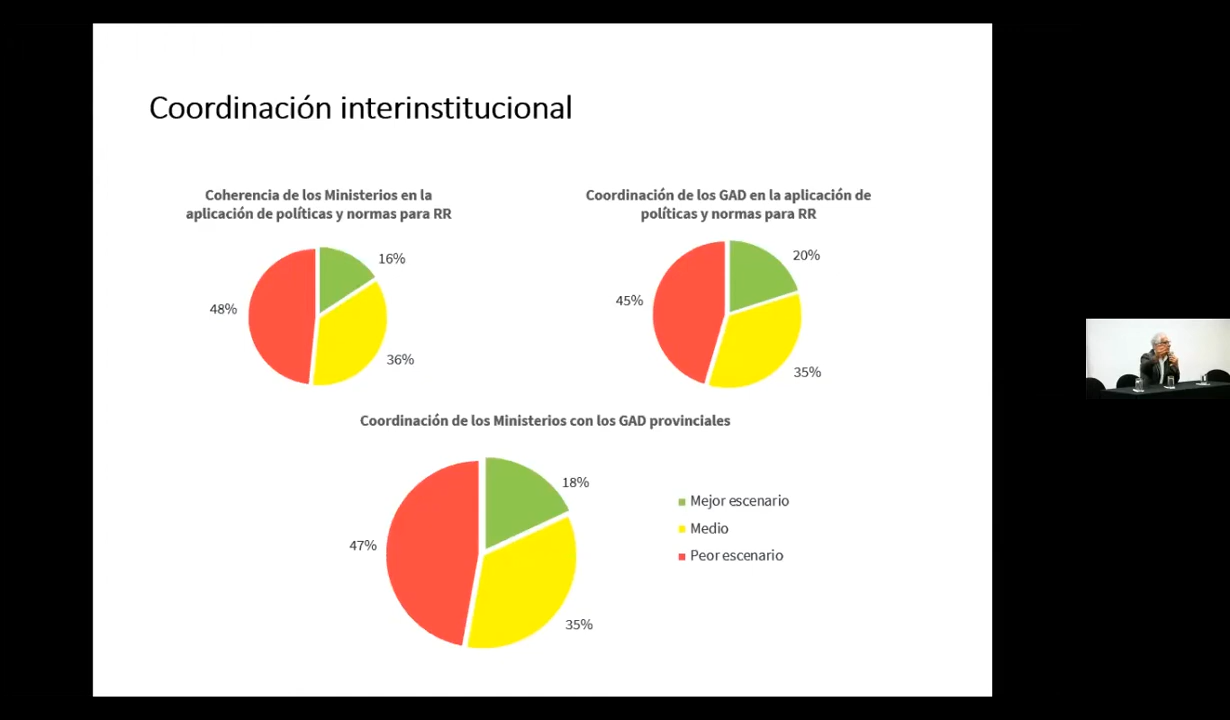 Coordinación interinstitucional
Coherencia de los Ministerios en la
aplicación de políticas y normas para RR
16%
48%
36%
Coordinación de los GAD en la aplicación de
políticas y normas para RR
20%
45%
35%
Coordinación de los Ministerios con los GAD provinciales
18%
47%
35%
Mejor escenario
Medio
Peor escenario